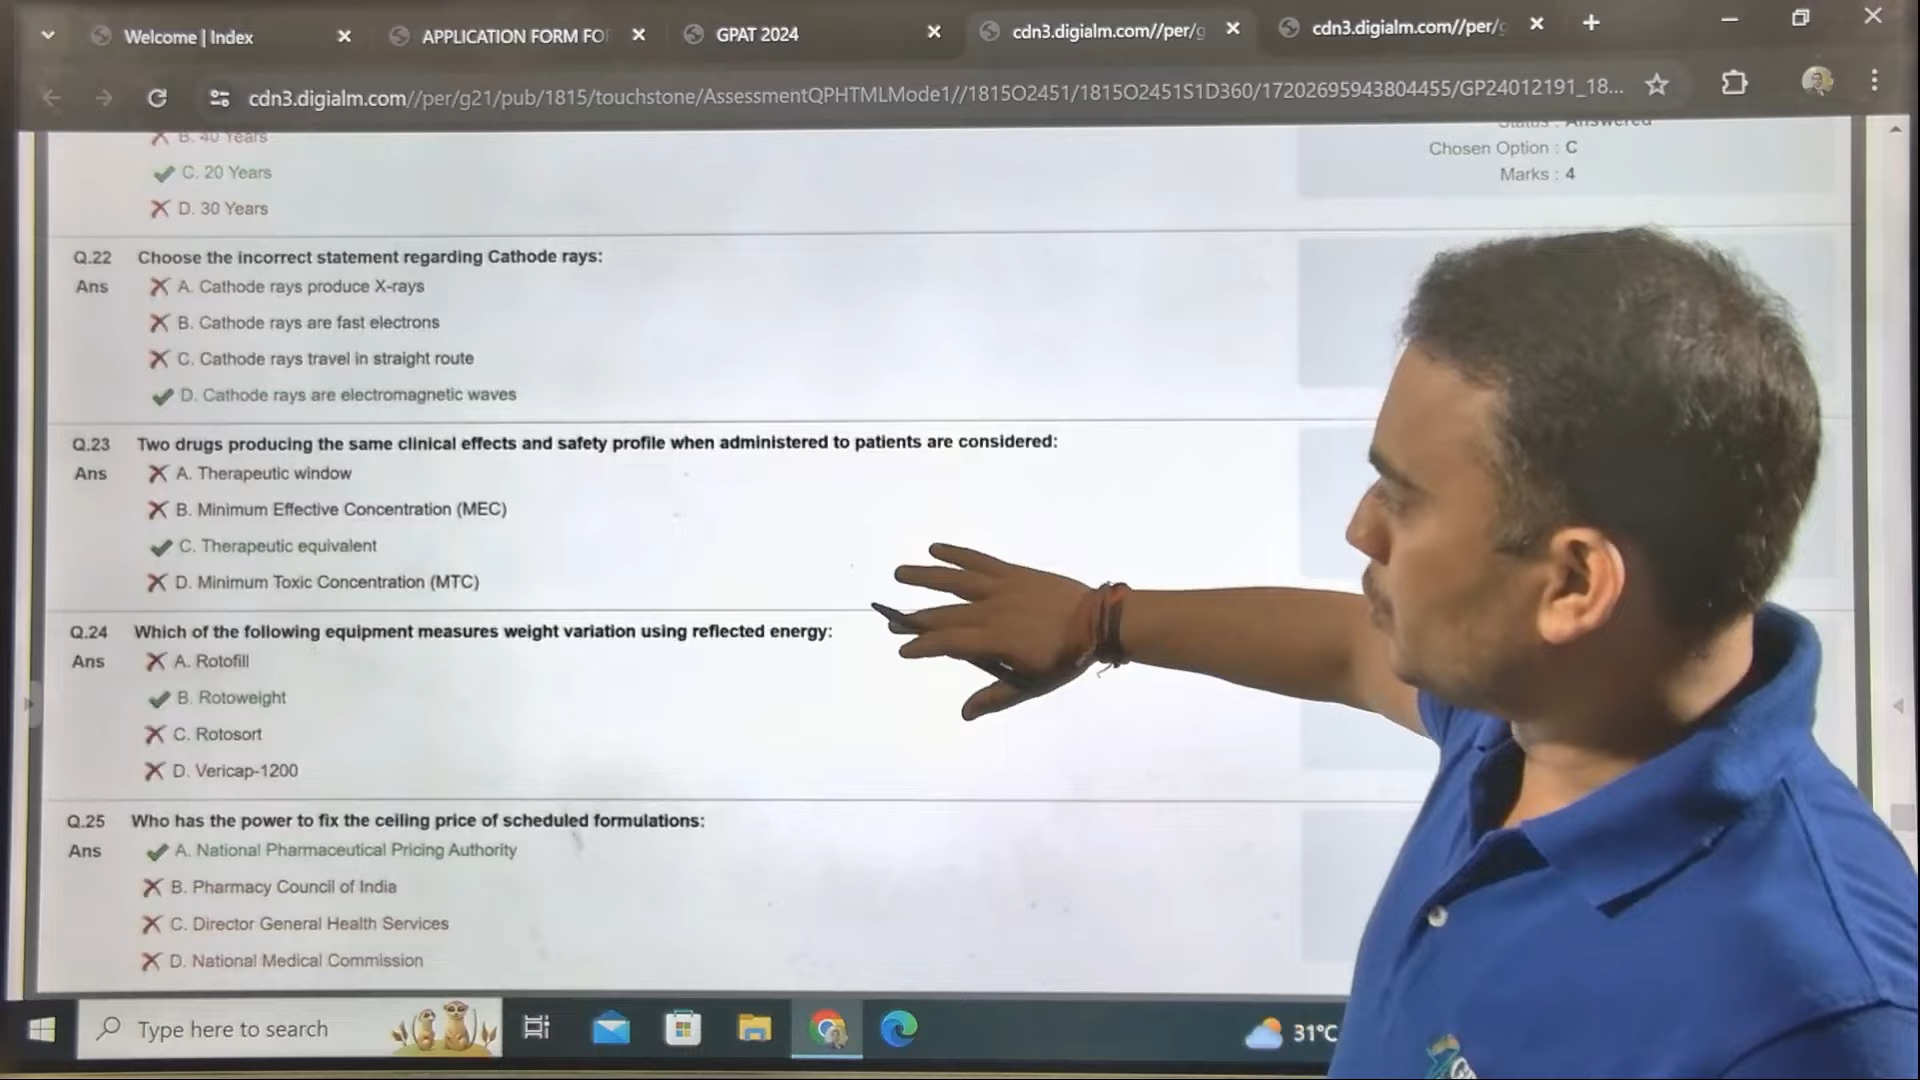 Welcome | Index
APPLICATION FORM FO
GPAT 2024
cdn3.digialm.com//per/g
cdn3.digialm.com//per/g
cdn3.digialm.com//per/g21/pub/1815/touchstone/AssessmentQPHTMLMode1//1815O2451/1815O2451S1D360/17202695943804455/GP24012191_18...
B. 40 Years
Status : Answered
C. 20 Years
Chosen Option : C
D. 30 Years
Marks : 4
Q.22 Choose the incorrect statement regarding Cathode rays:
Ans A. Cathode rays produce X-rays
B. Cathode rays are fast electrons
C. Cathode rays travel in straight route
D. Cathode rays are electromagnetic waves
Q.23 Two drugs producing the same clinical effects and safety profile when administered to patients are considered:
Ans A. Therapeutic window
B. Minimum Effective Concentration (MEC)
C. Therapeutic equivalent
D. Minimum Toxic Concentration (MTC)
Q.24 Which of the following equipment measures weight variation using reflected energy:
Ans A. Rotofill
B. Rotoweight
C. Rotosort
D. Vericap-1200
Q.25 Who has the power to fix the ceiling price of scheduled formulations:
Ans A. National Pharmaceutical Pricing Authority
B. Pharmacy Council of India
C. Director General Health Services
D. National Medical Commission
Type here to search
31°C